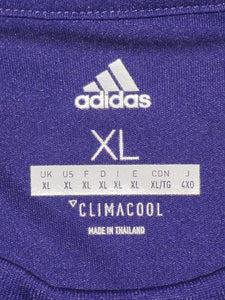 adidas
XL
UK US F D I E CDN J
XL XL XL XL XL XL XL/TG 4XO
CLIMACOOL
MADE IN THAILAND